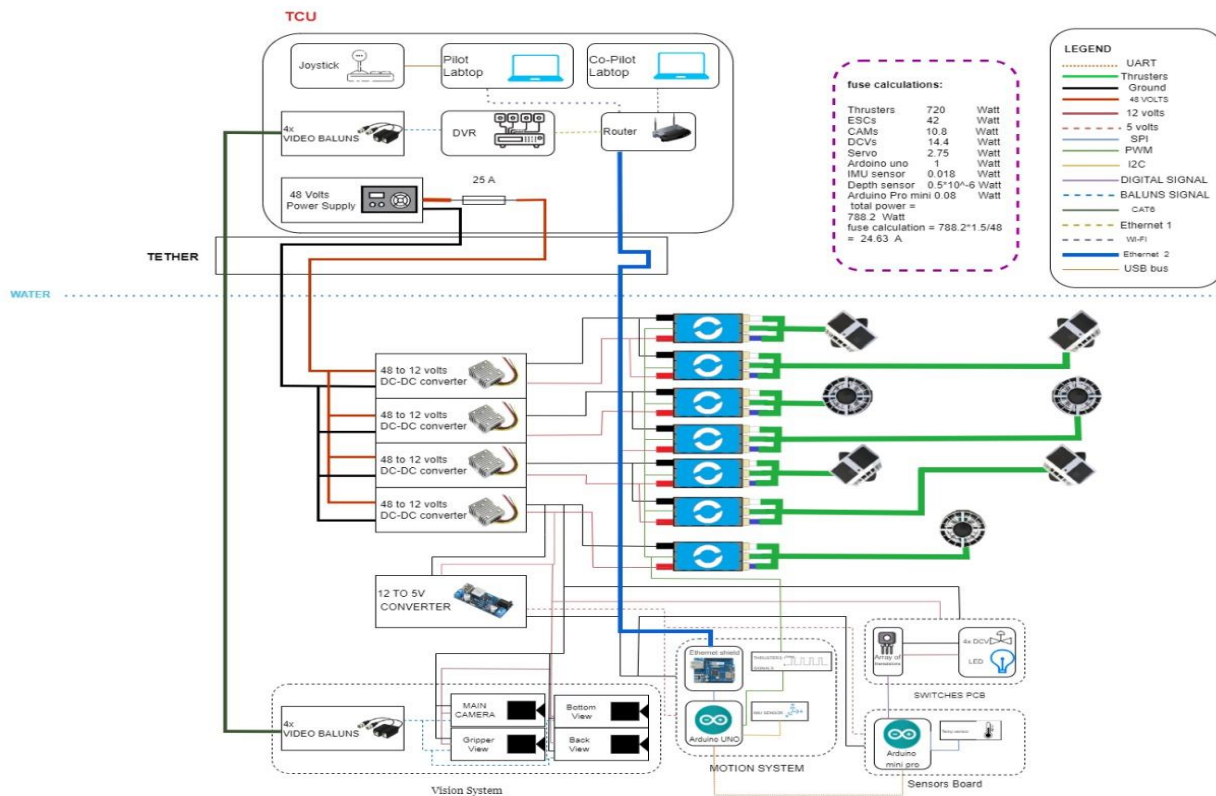 TCU
Joystick
Pilot
Labtop
Co-Pilot
Labtop
4x
VIDEO BALUNS
DVR
Router
25 A
48 Volts
Power Supply
TETHER
WATER
fuse calculations:
Thrusters 720 Watt
ESCs 42 Watt
CAMs 10.8 Watt
DCVs 14.4 Watt
Servo 2.75 Watt
Ardoino uno 1 Watt
IMU sensor 0.018 Watt
Depth sensor 0.5*10^-6 Watt
Arduino Pro mini 0.08 Watt
total power =
788.2 Watt
fuse calculation = 788.2*1.5/48
= 24.63 A
LEGEND
UART
Thrusters
Ground
48 VOLTS
12 volts
5 volts
SPI
PWM
I2C
DIGITAL SIGNAL
BALUNS SIGNAL
CAT6
Ethernet 1
WI-FI
Ethernet 2
USB bus
48 to 12 volts
DC-DC converter
48 to 12 volts
DC-DC converter
48 to 12 volts
DC-DC converter
48 to 12 volts
DC-DC converter
12 TO 5V
CONVERTER
4x
VIDEO BALUNS
MAIN
CAMERA
Bottom
View
Gripper
View
Back
View
Vision System
Ethernet shield
THRUSTERS
SIGNALS
Arduino UNO
IMU SENSOR
MOTION SYSTEM
Array of
4x DCV
LED
SWITCHES PCB
Arduino
mini pro
Temp sensor
Sensors Board